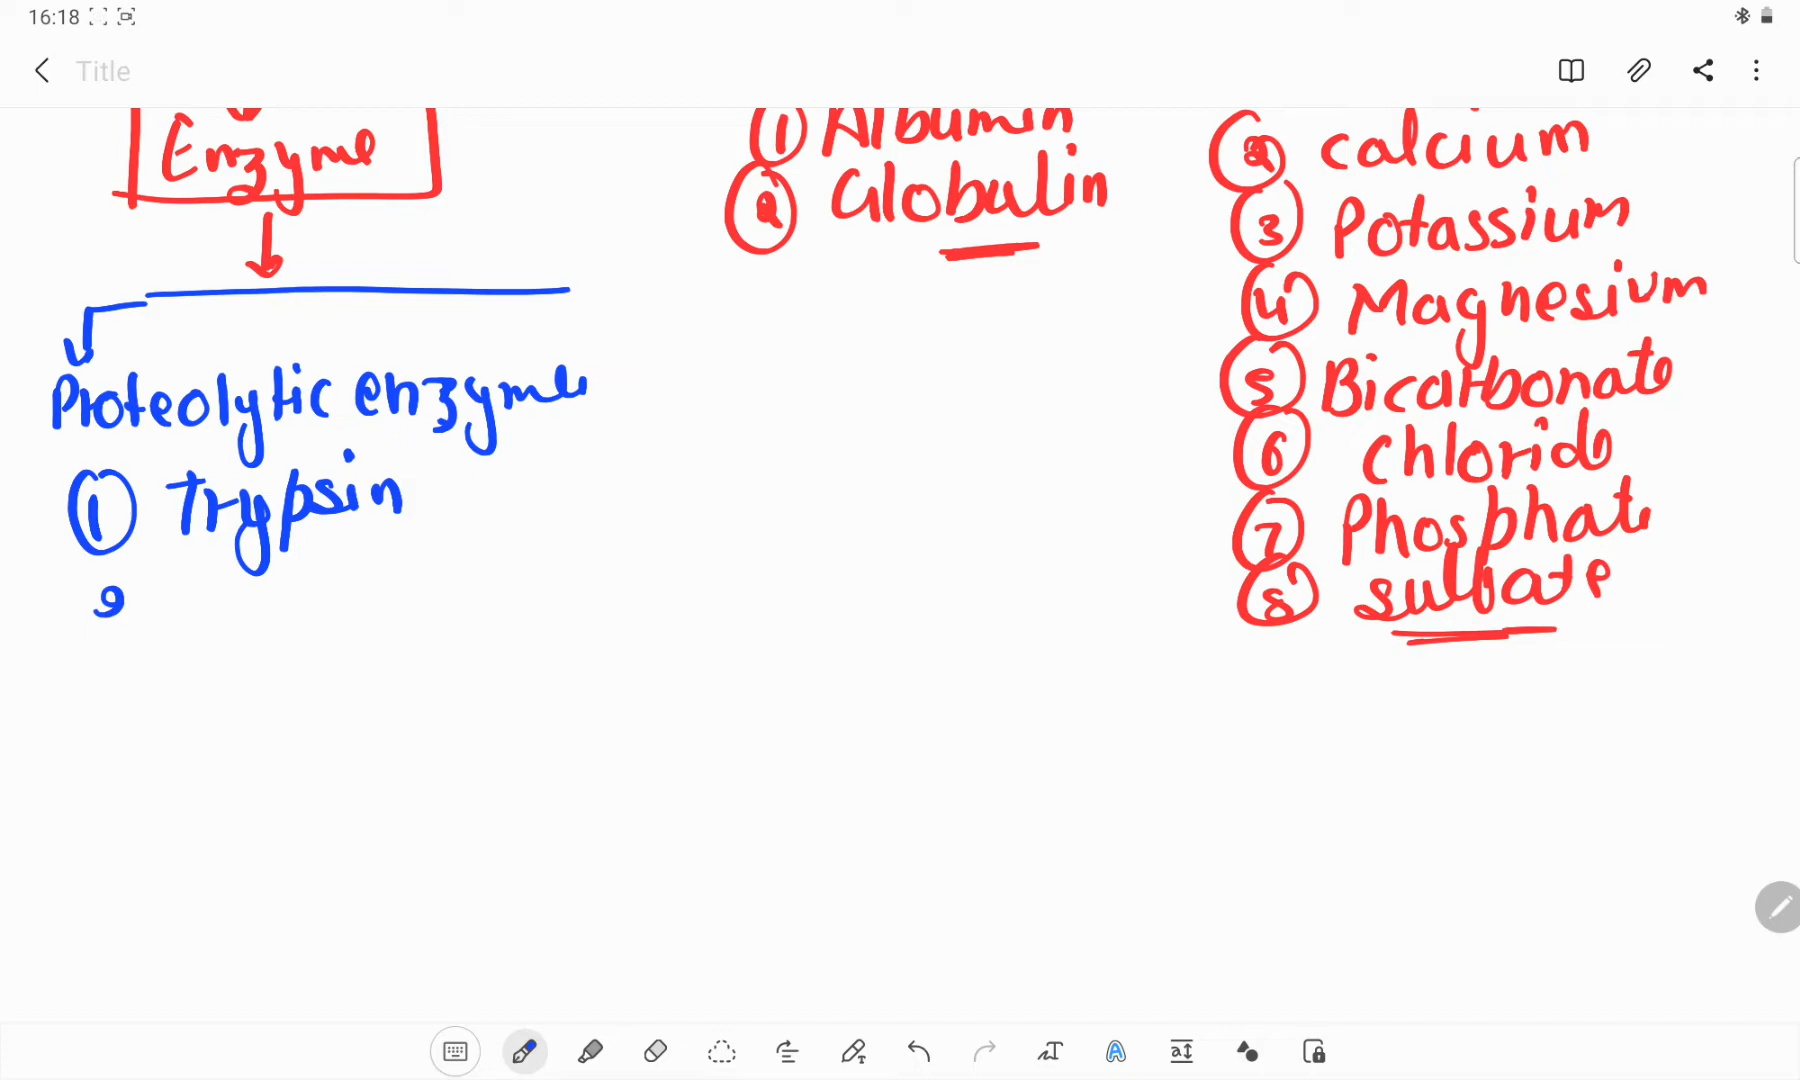 16:18
Title
Enzyme
Proteolytic enzyme
① Trypsin
2
① Albumin
② Globulin
② Calcium
③ Potassium
④ Magnesium
⑤ Bicarbonate
⑥ Chloride
⑦ Phosphate
⑧ Sulfate